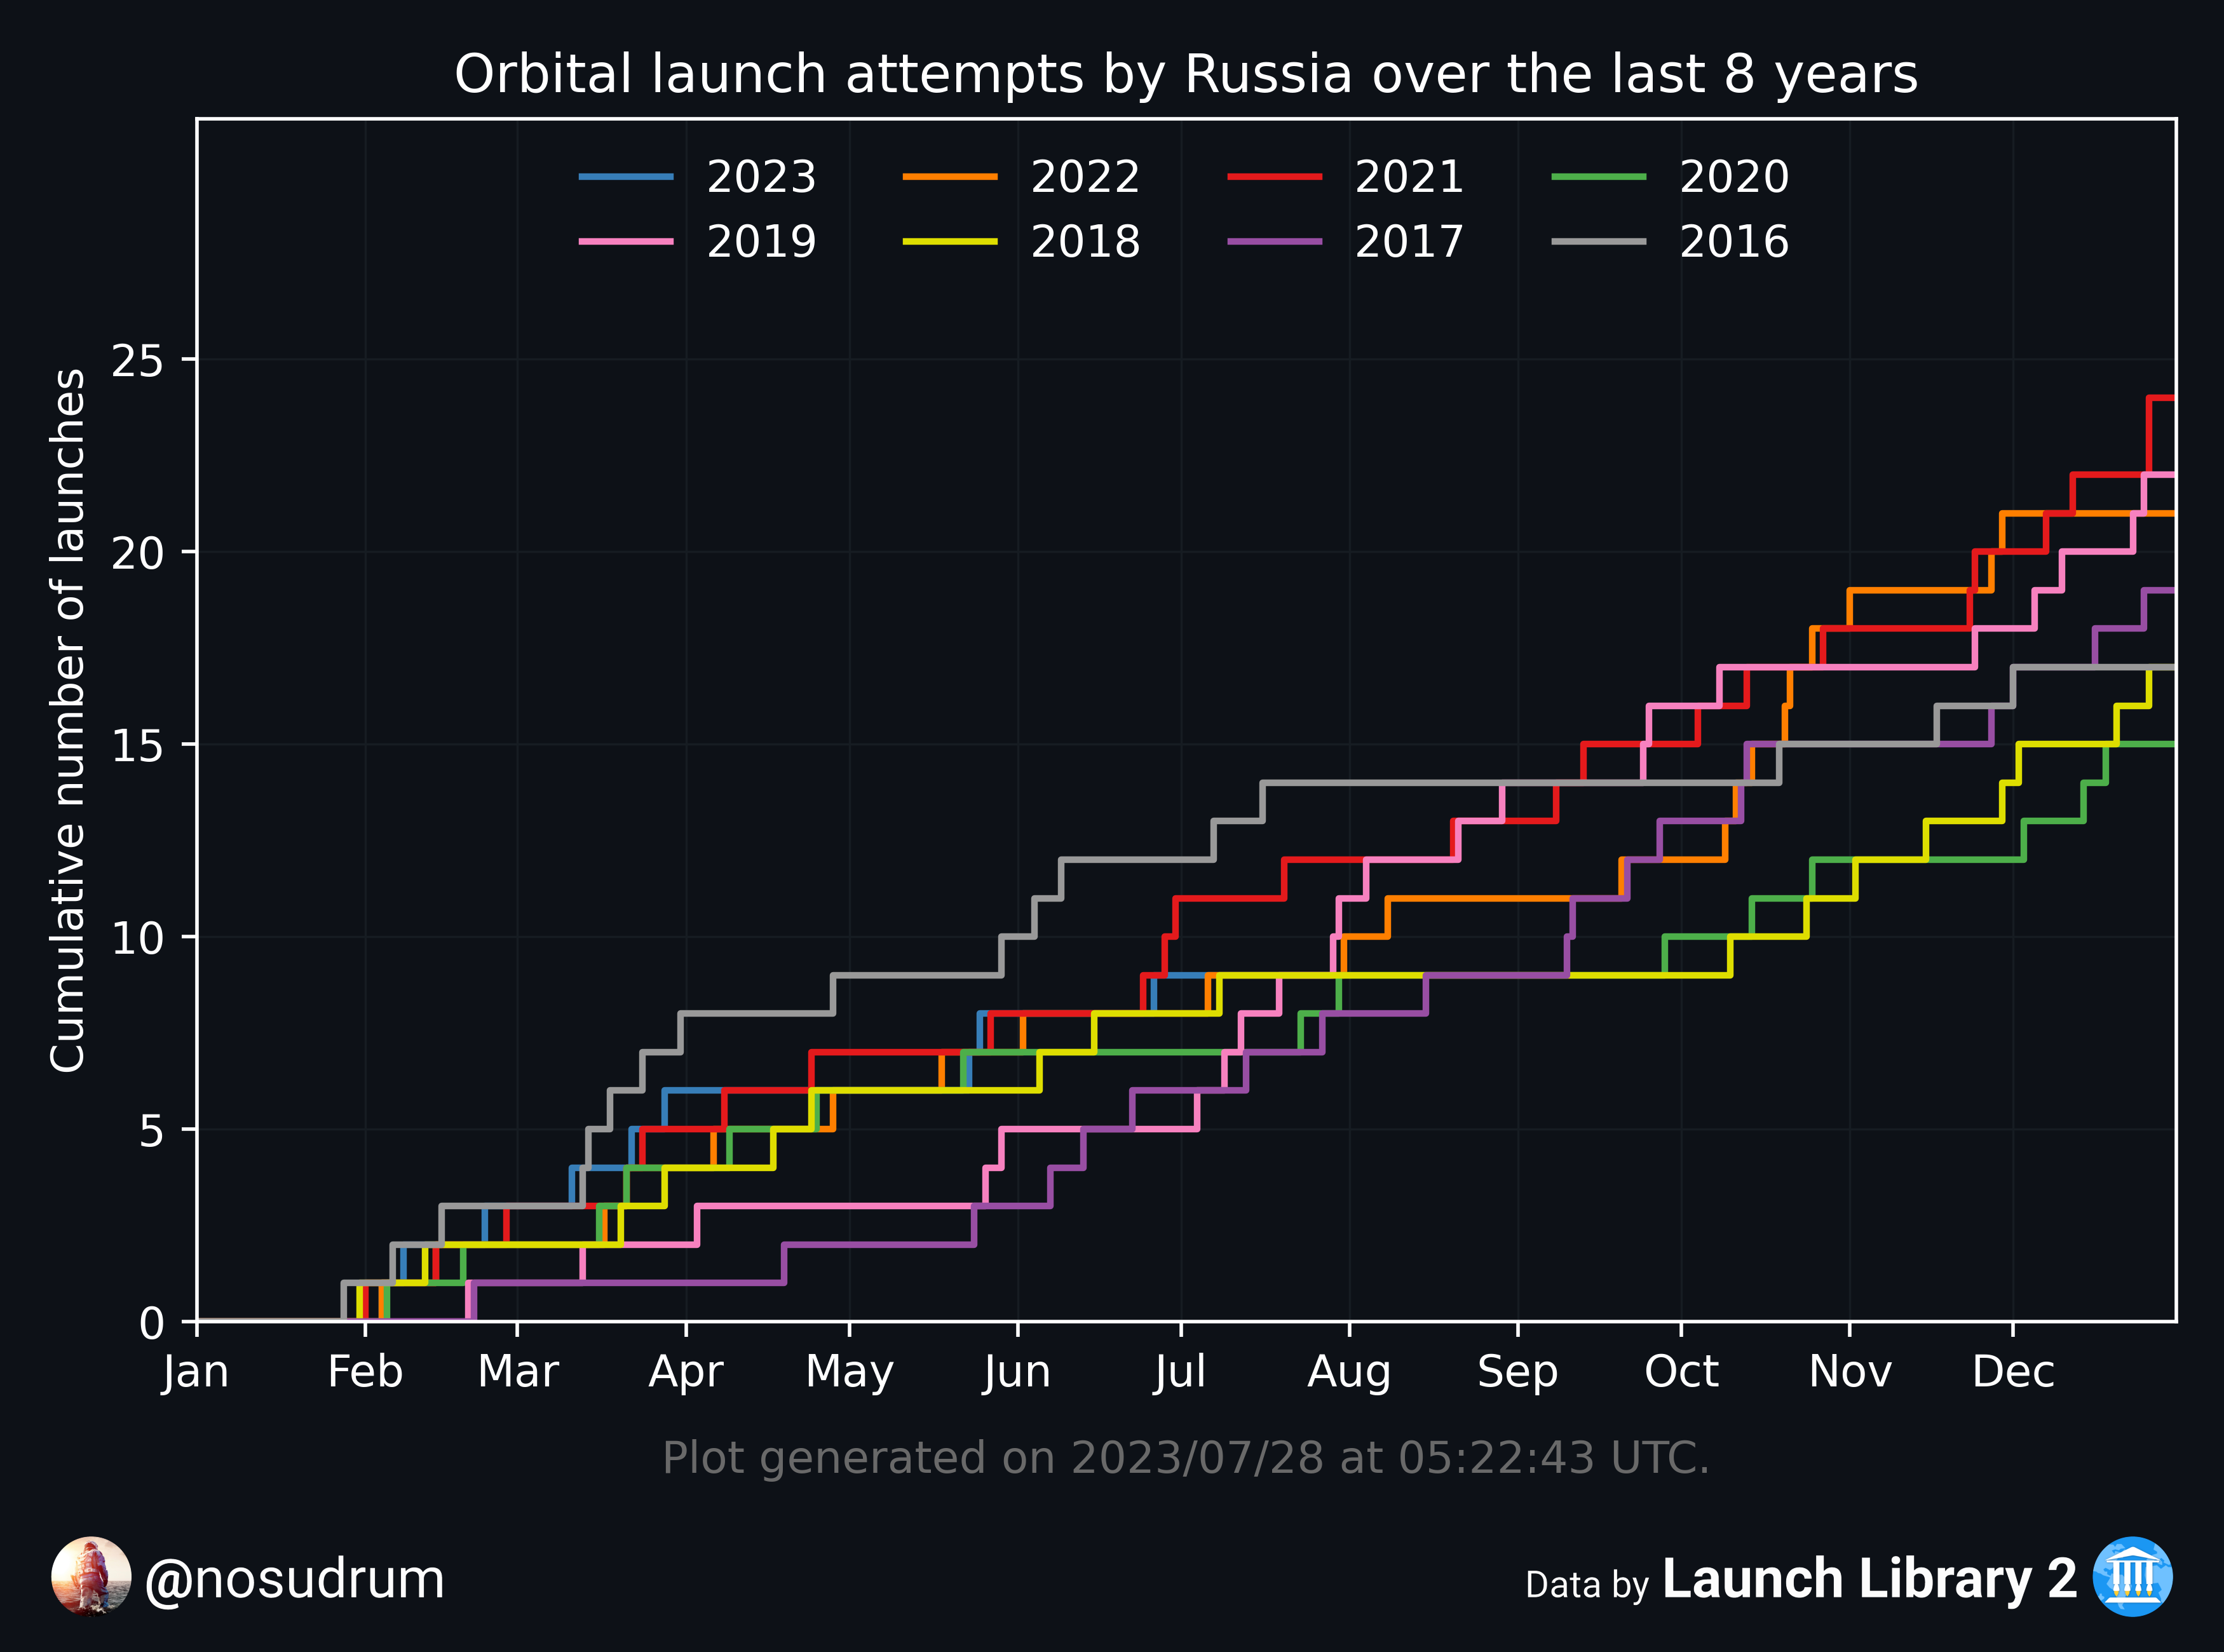 Orbital launch attempts by Russia over the last 8 years
2023 2022 2021 2020
2019 2018 2017 2016
Cumulative number of launches
25
20
15
10
5
0
Jan Feb Mar Apr May Jun Jul Aug Sep Oct Nov Dec
Plot generated on 2023/07/28 at 05:22:43 UTC.
@nosudrum
Data by Launch Library 2